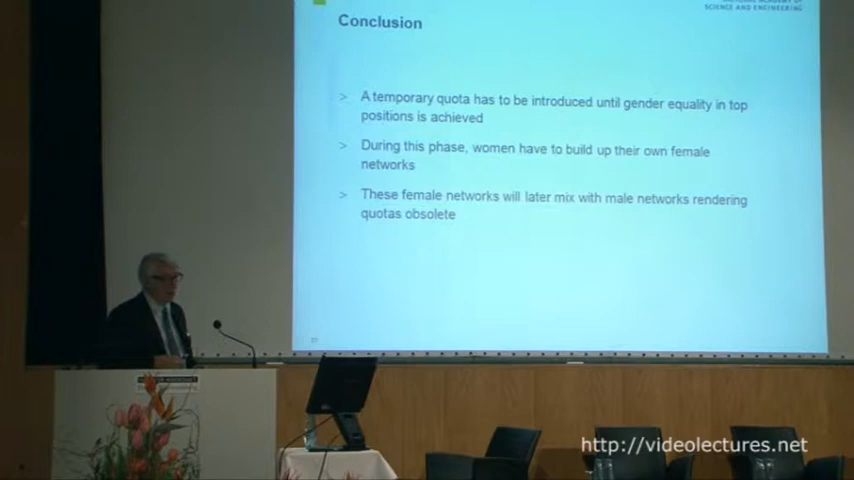 SCIENCE AND ENGINEERING
Conclusion
> A temporary quota has to be introduced until gender equality in top
positions is achieved
> During this phase, women have to build up their own female
networks
> These female networks will later mix with male networks rendering
quotas obsolete
http://videolectures.net